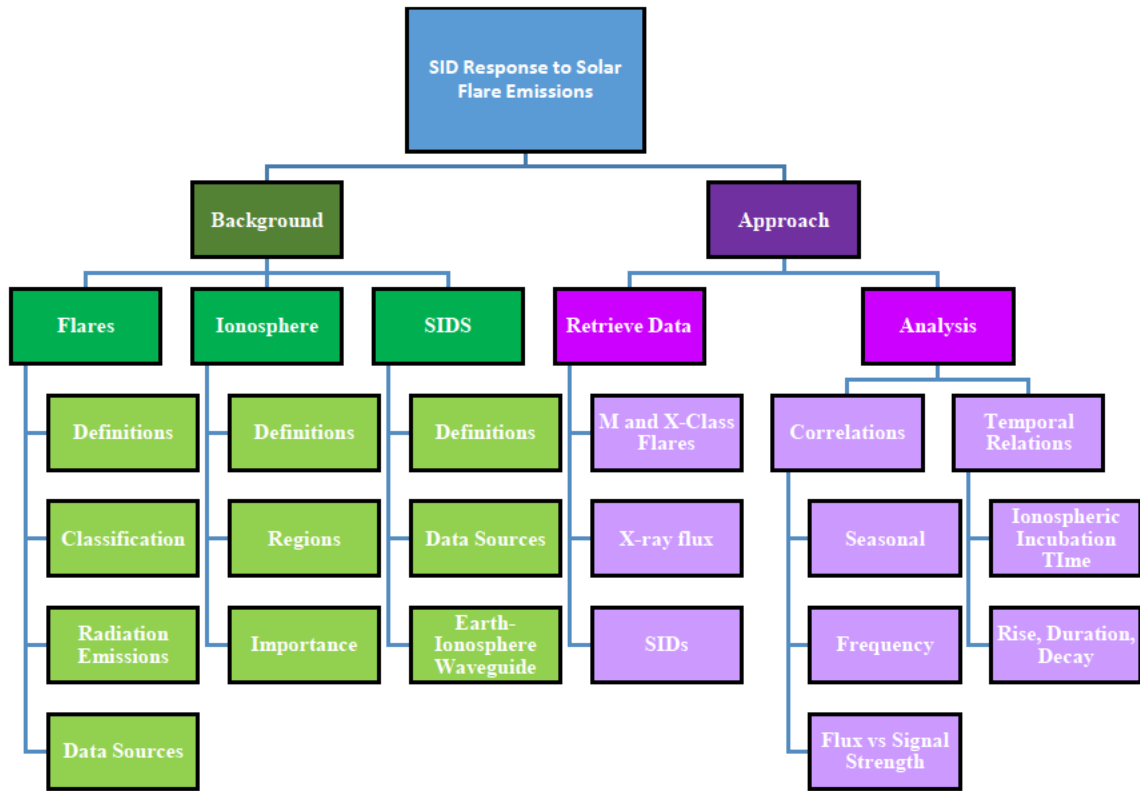 SID Response to Solar
Flare Emissions
Background
Approach
Flares
Ionosphere
SIDS
Retrieve Data
Analysis
Definitions
Definitions
Definitions
M and X-Class
Flares
Correlations
Temporal
Relations
Classification
Regions
Data Sources
X-ray flux
Seasonal
Ionospheric
Incubation
TIme
Radiation
Emissions
Importance
Earth-
Ionosphere
Waveguide
SIDs
Frequency
Rise, Duration,
Decay
Data Sources
Flux vs Signal
Strength